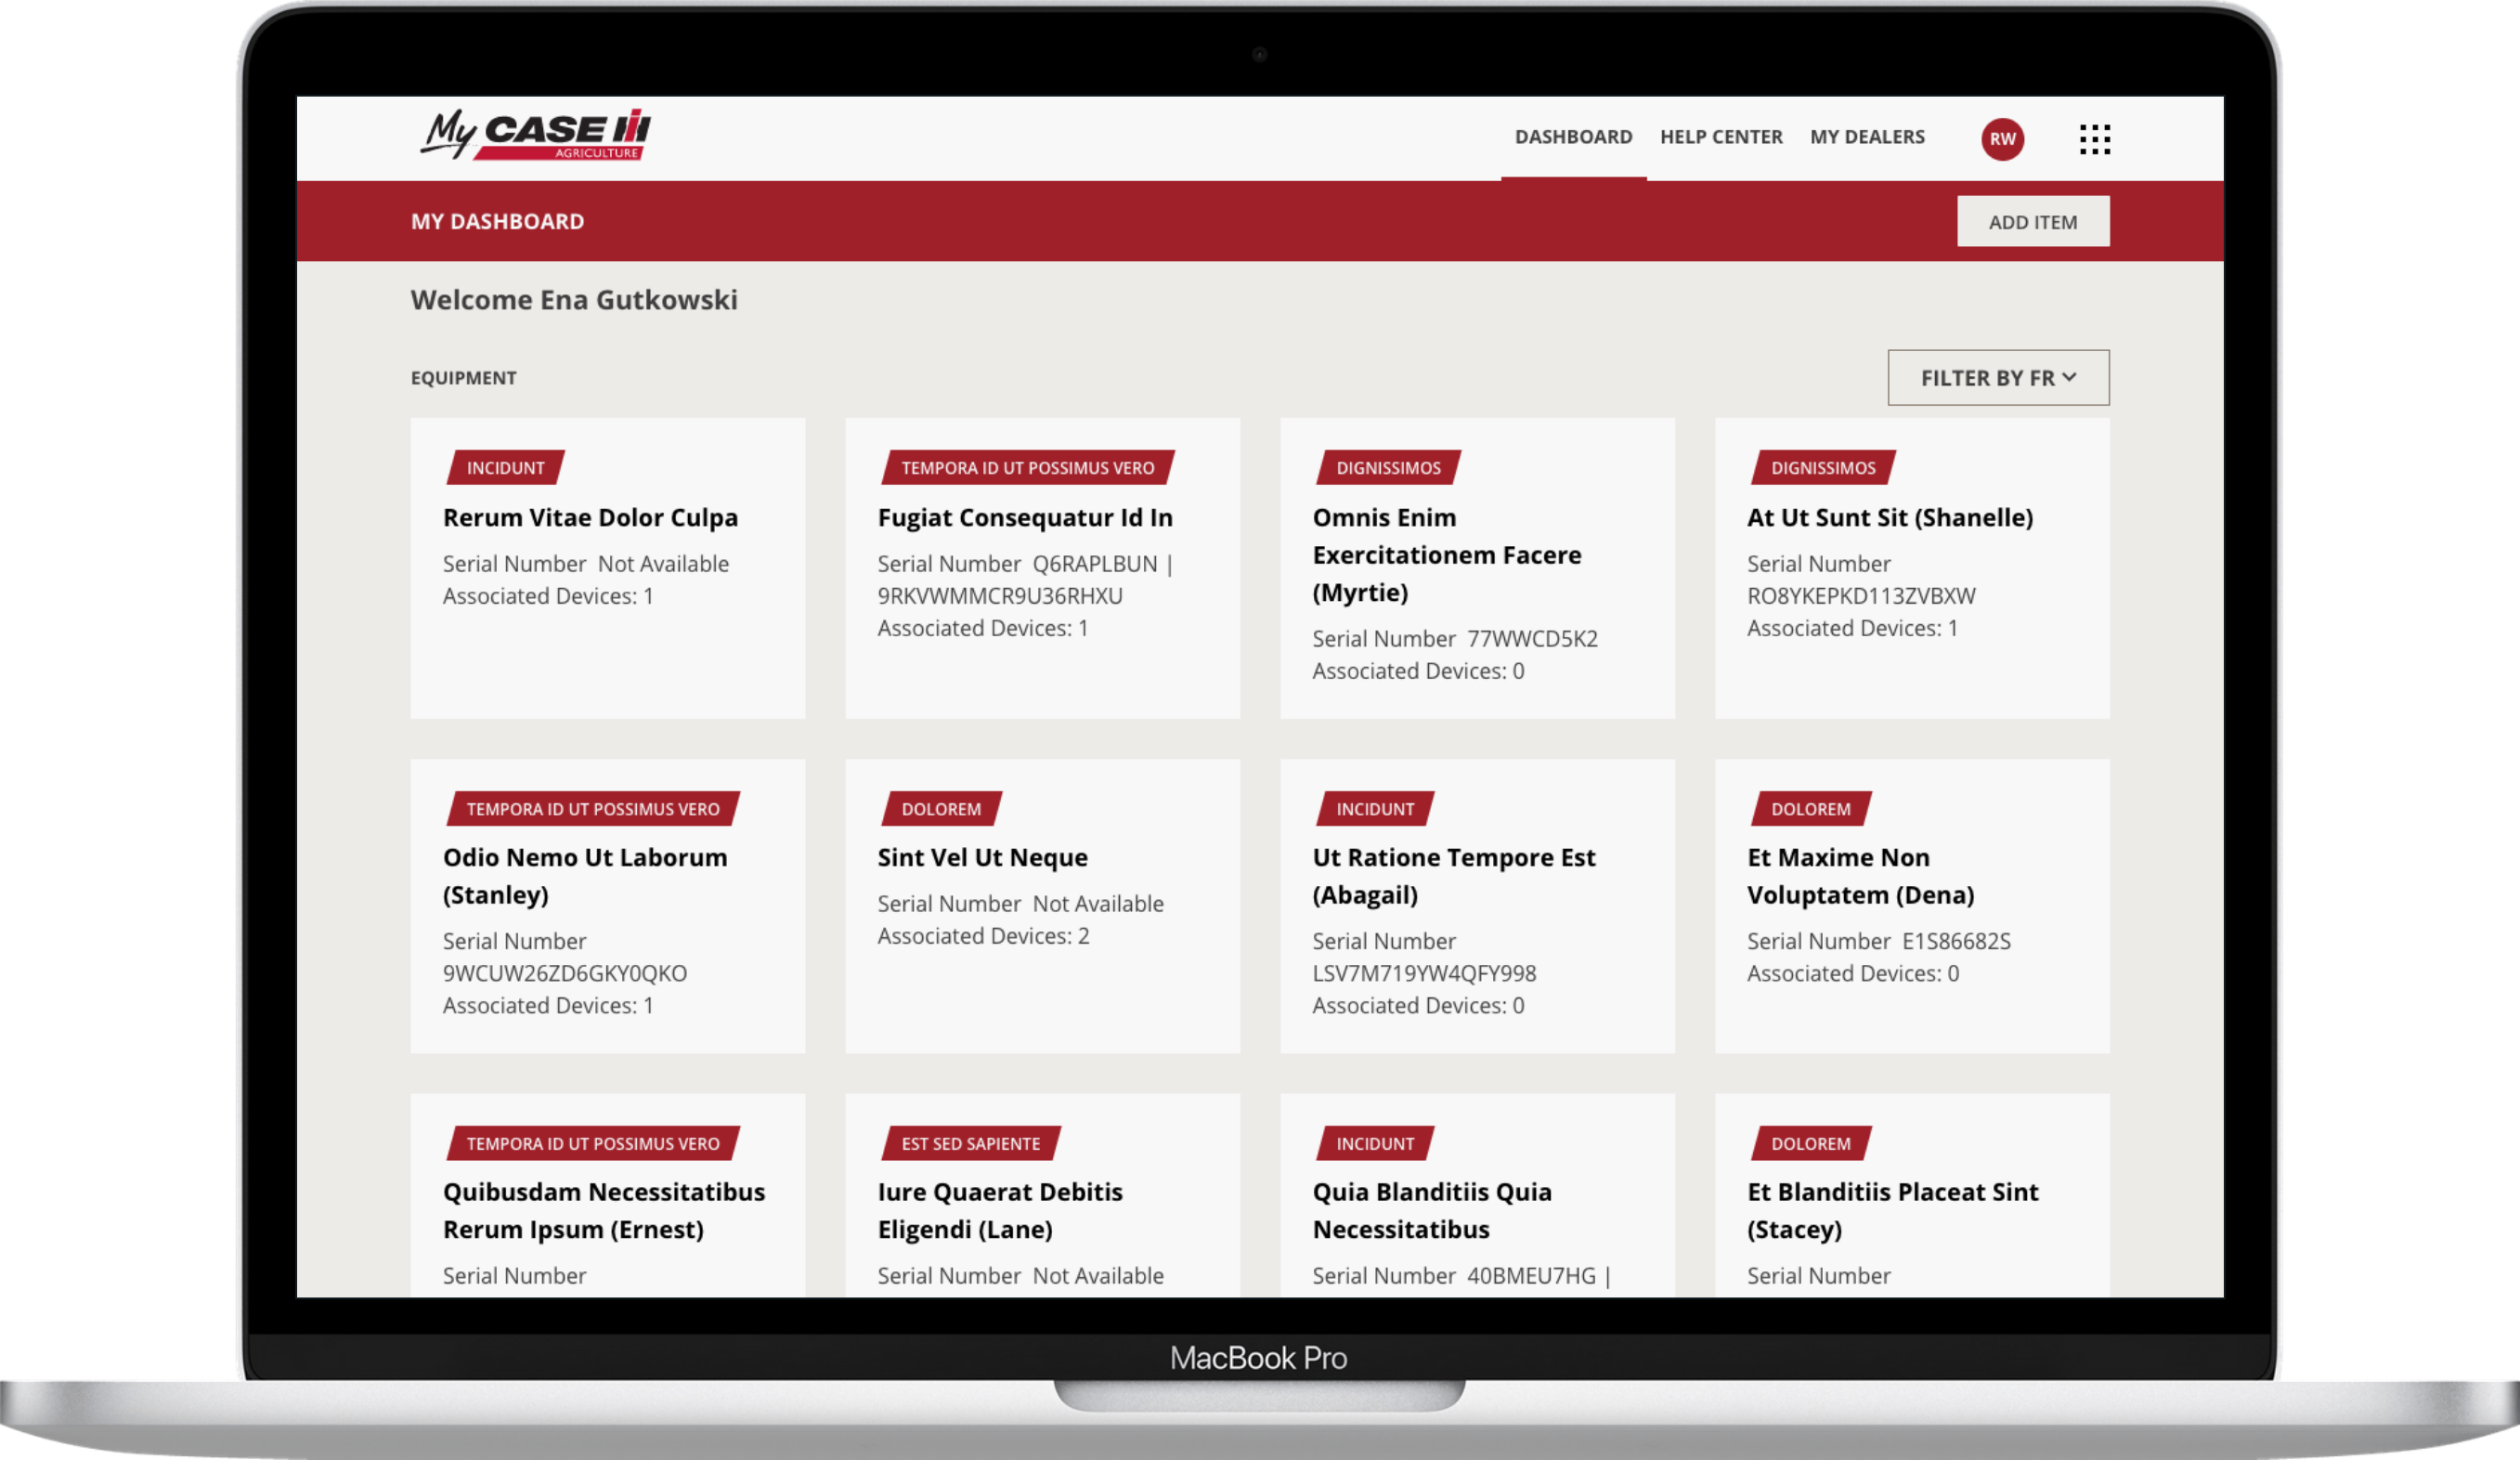 My CASE IH
AGRICULTURE
DASHBOARD HELP CENTER MY DEALERS RW
MY DASHBOARD ADD ITEM
Welcome Ena Gutkowski
EQUIPMENT FILTER BY FR
INCIDUNT
Rerum Vitae Dolor Culpa
Serial Number Not Available
Associated Devices: 1
TEMPORA ID UT POSSIMUS VERO
Fugiat Consequatur Id In
Serial Number Q6RAPLBUN |
9RKVWMMCR9U36RHXU
Associated Devices: 1
DIGNISSIMOS
Omnis Enim
Exercitationem Facere
(Myrtie)
Serial Number 77WWCD5K2
Associated Devices: 0
DIGNISSIMOS
At Ut Sunt Sit (Shanelle)
Serial Number
RO8YKEPKD113ZVBXW
Associated Devices: 1
TEMPORA ID UT POSSIMUS VERO
Odio Nemo Ut Laborum
(Stanley)
Serial Number
9WCUW26ZD6GKY0QKO
Associated Devices: 1
DOLOREM
Sint Vel Ut Neque
Serial Number Not Available
Associated Devices: 2
INCIDUNT
Ut Ratione Tempore Est
(Abagail)
Serial Number
LSV7M719YW4QFY998
Associated Devices: 0
DOLOREM
Et Maxime Non
Voluptatem (Dena)
Serial Number E1S86682S
Associated Devices: 0
TEMPORA ID UT POSSIMUS VERO
Quibusdam Necessitatibus
Rerum Ipsum (Ernest)
Serial Number
EST SED SAPIENTE
Iure Quaerat Debitis
Eligendi (Lane)
Serial Number Not Available
INCIDUNT
Quia Blanditiis Quia
Necessitatibus
Serial Number 40BMEU7HG |
DOLOREM
Et Blanditiis Placeat Sint
(Stacey)
Serial Number
MacBook Pro